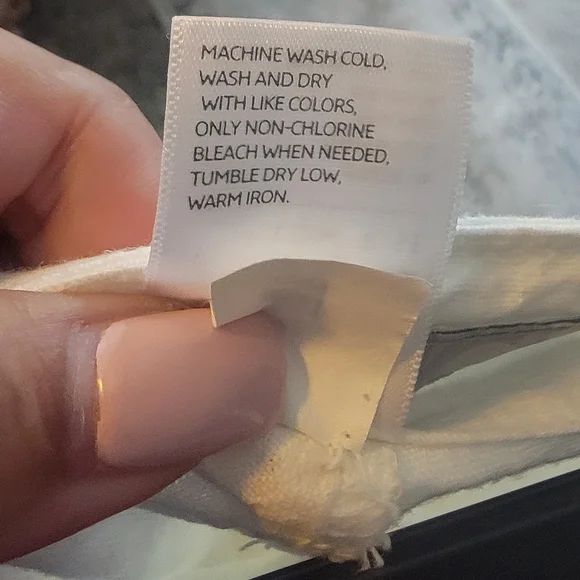 MACHINE WASH COLD,
WASH AND DRY
WITH LIKE COLORS,
ONLY NON-CHLORINE
BLEACH WHEN NEEDED,
TUMBLE DRY LOW,
WARM IRON.